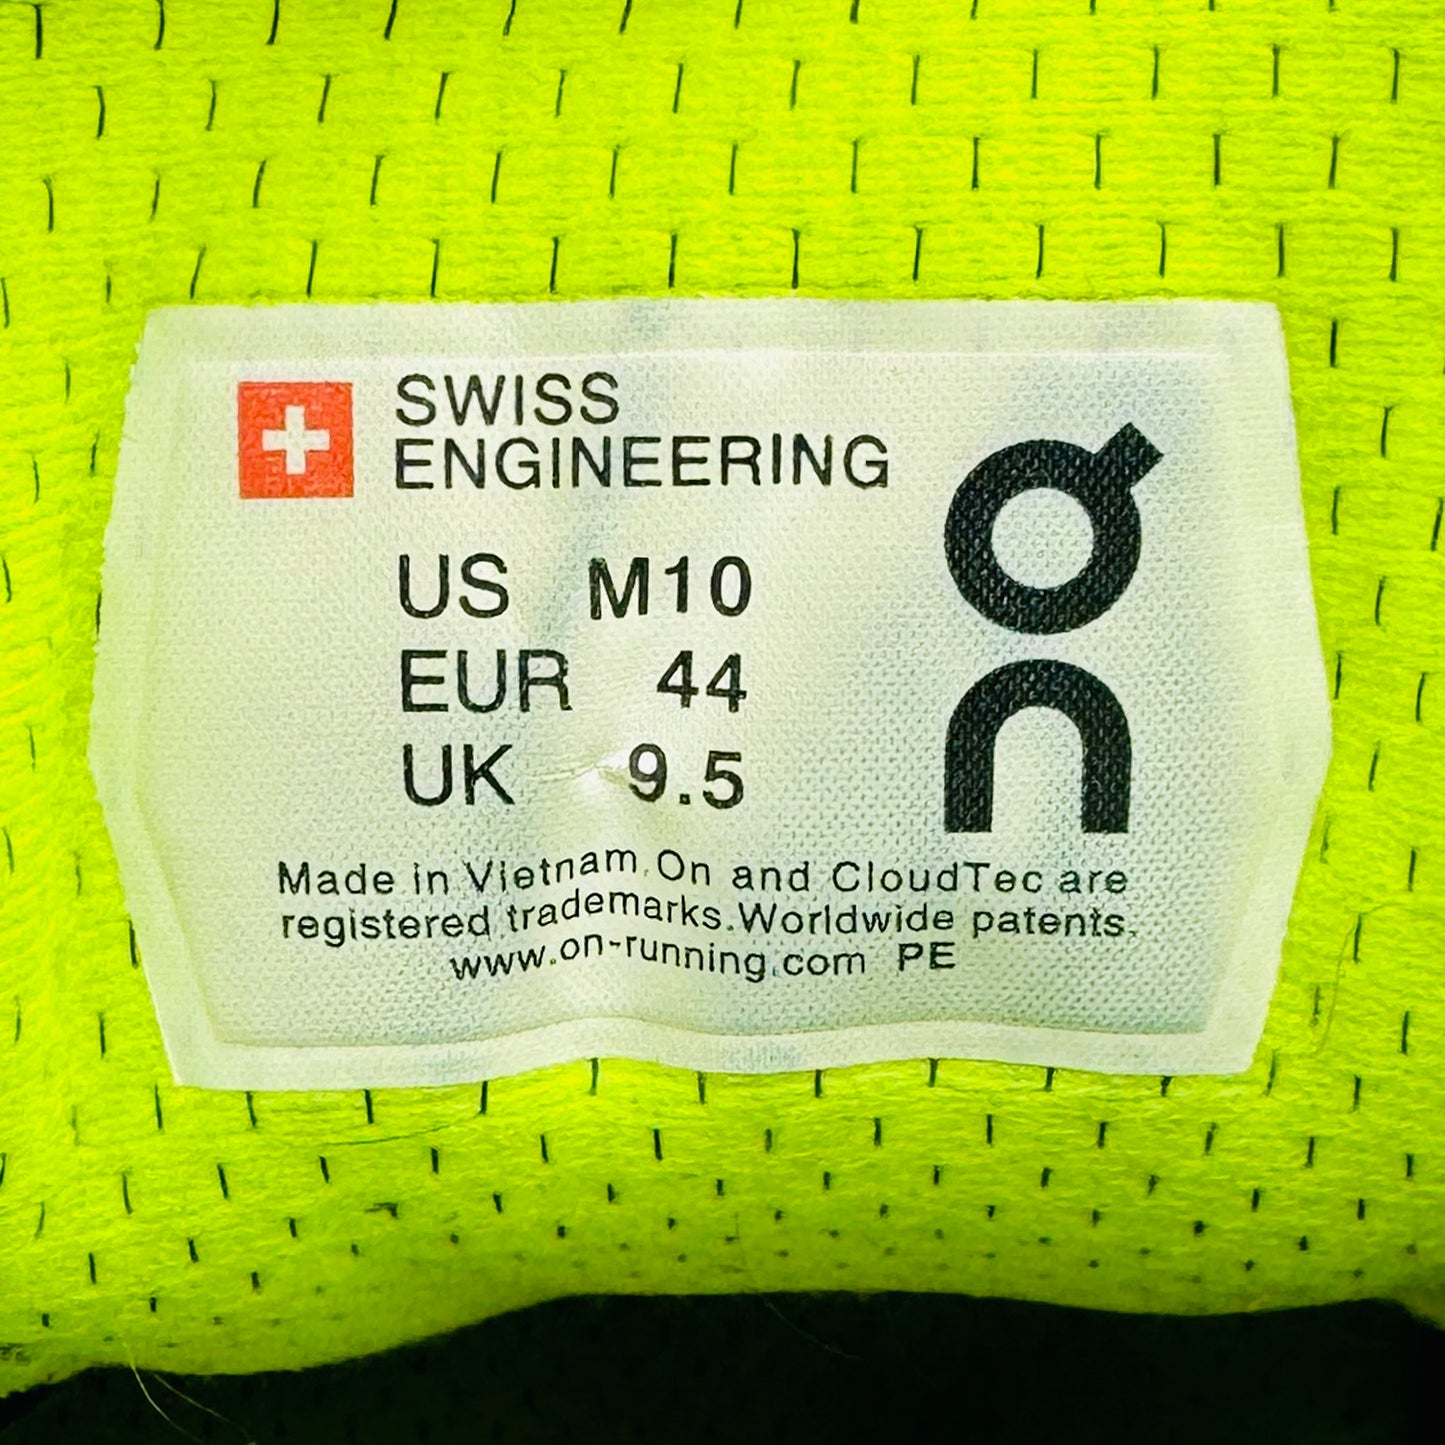 SWISS
ENGINEERING
On
US M10
EUR 44
UK 9.5
Made in Vietnam.On and CloudTec are
registered trademarks.Worldwide patents.
www.on-running.com PE